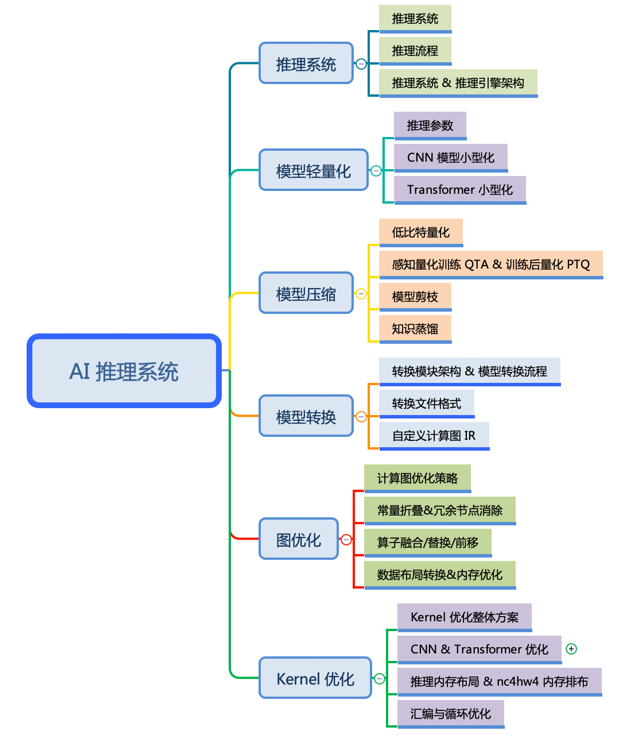 AI 推理系统
推理系统
推理系统
推理流程
推理系统 & 推理引擎架构
模型轻量化
推理参数
CNN 模型小型化
Transformer 小型化
模型压缩
低比特量化
感知量化训练 QTA & 训练后量化 PTQ
模型剪枝
知识蒸馏
模型转换
转换模块架构 & 模型转换流程
转换文件格式
自定义计算图 IR
图优化
计算图优化策略
常量折叠&冗余节点消除
算子融合/替换/前移
数据布局转换&内存优化
Kernel 优化
Kernel 优化整体方案
CNN & Transformer 优化
推理内存布局 & nc4hw4 内存排布
汇编与循环优化